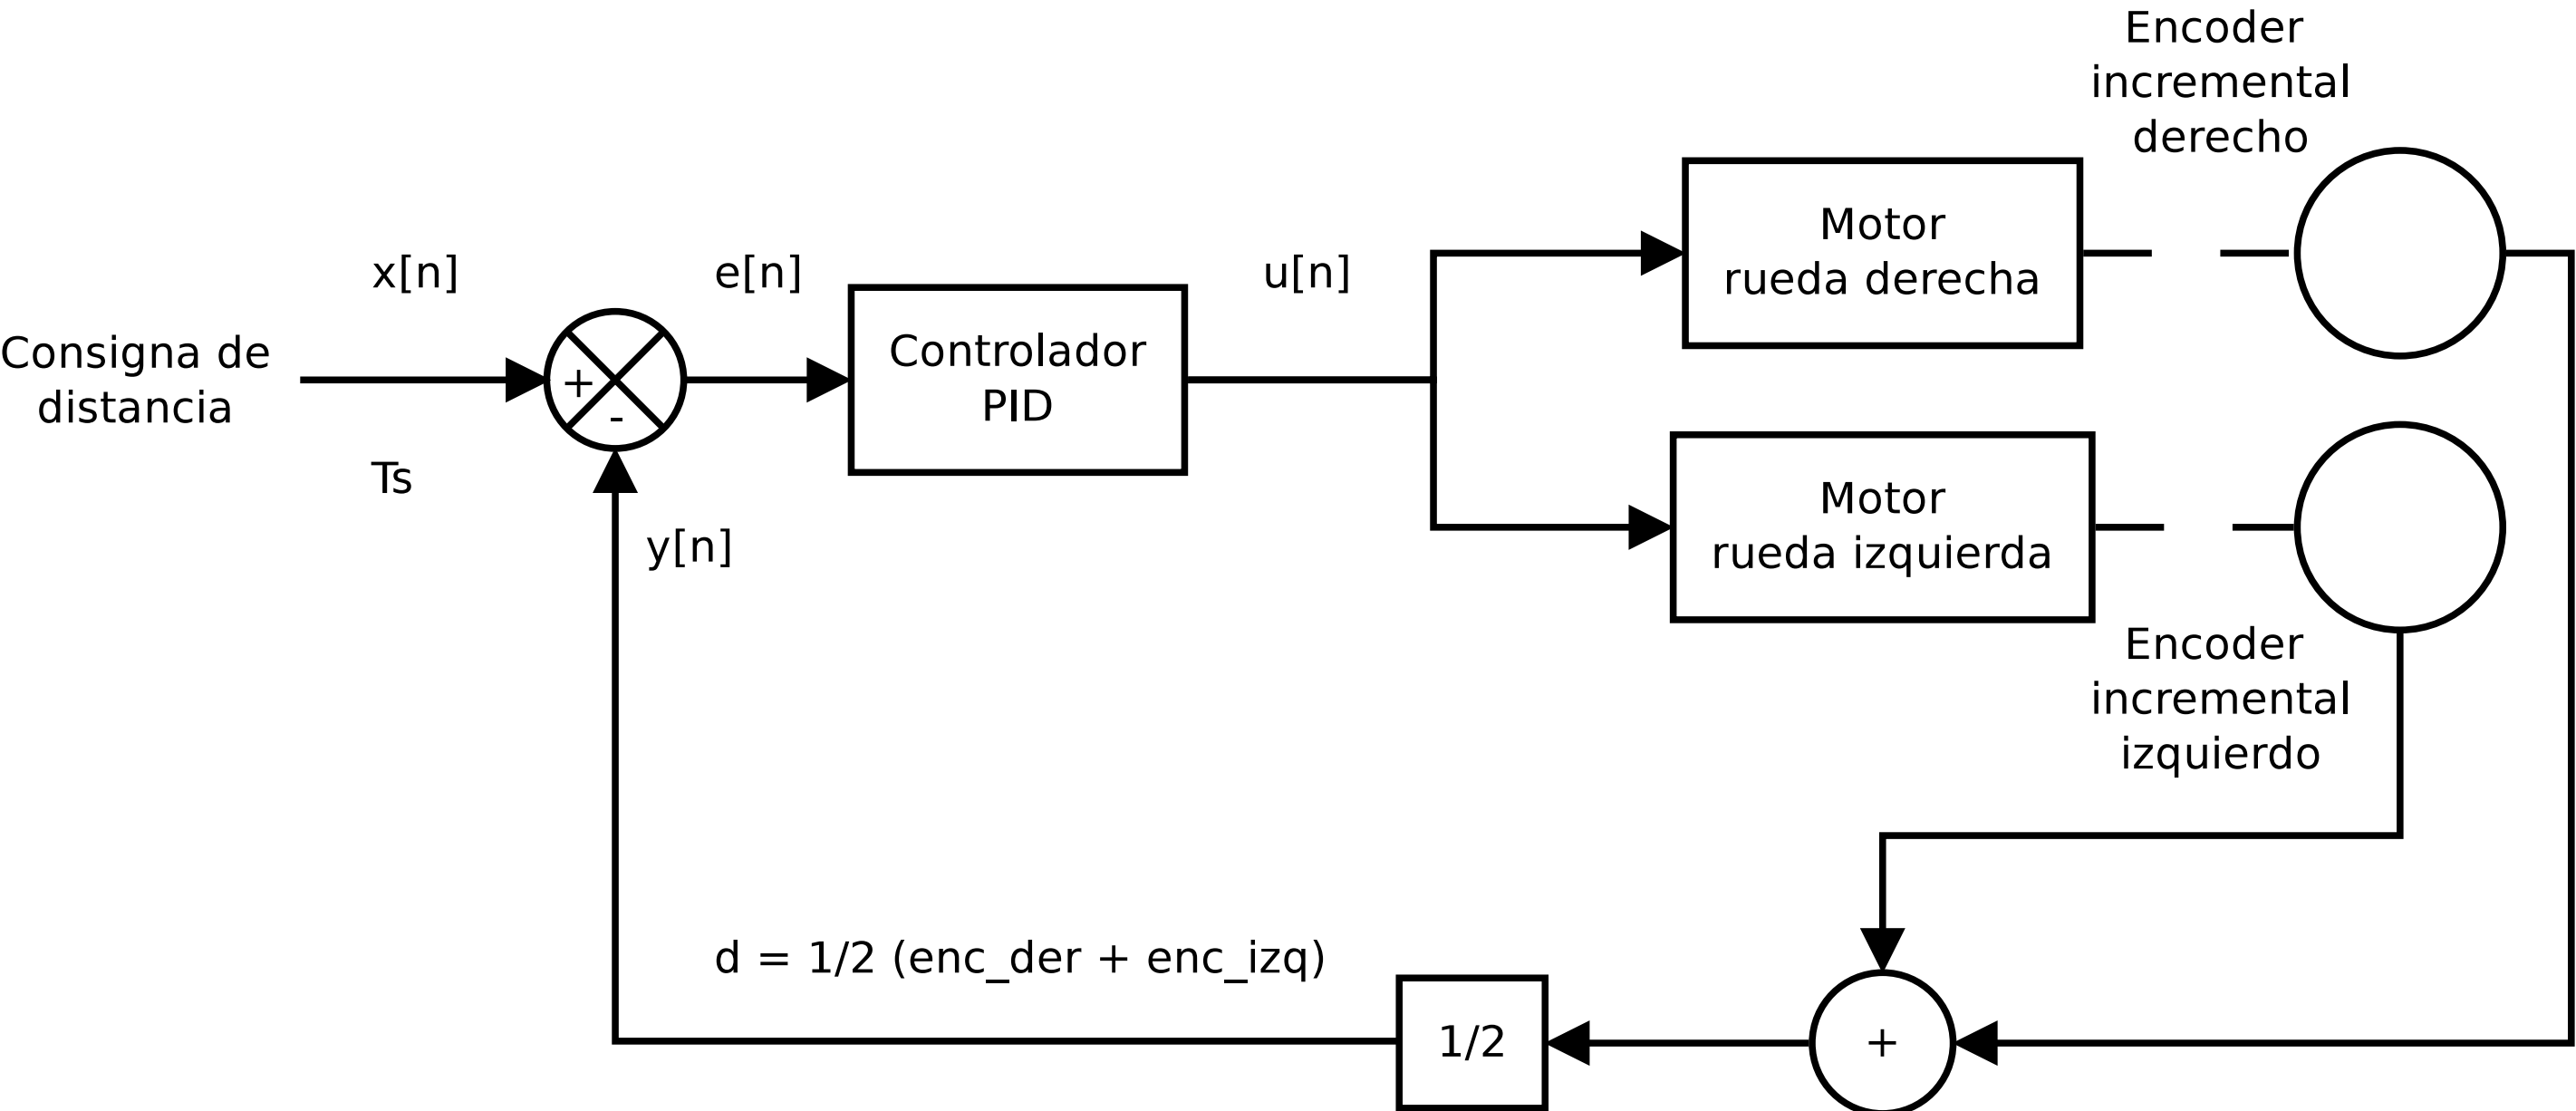 Encoder
incremental
derecho
Motor
rueda derecha
x[n]
e[n]
u[n]
Consigna de
distancia
+
-
Controlador
PID
Ts
y[n]
Motor
rueda izquierda
Encoder
incremental
izquierdo
d = 1/2 (enc_der + enc_izq)
1/2
+